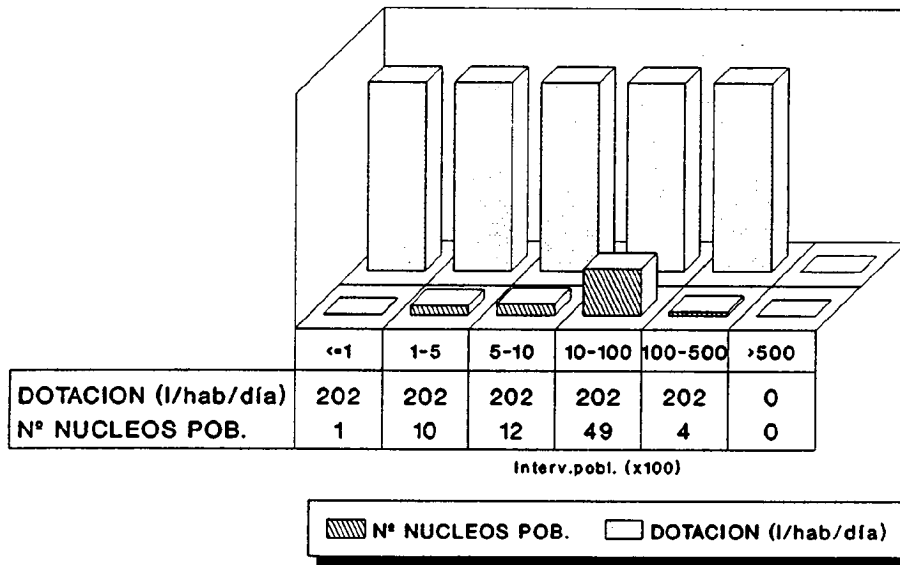 <=1 1-5 5-10 10-100 100-500 >500
DOTACION (l/hab/día) 202 202 202 202 202 0
Nº NUCLEOS POB. 1 10 12 49 4 0
Interv.pobl. (x100)
Nº NUCLEOS POB. DOTACION (l/hab/día)